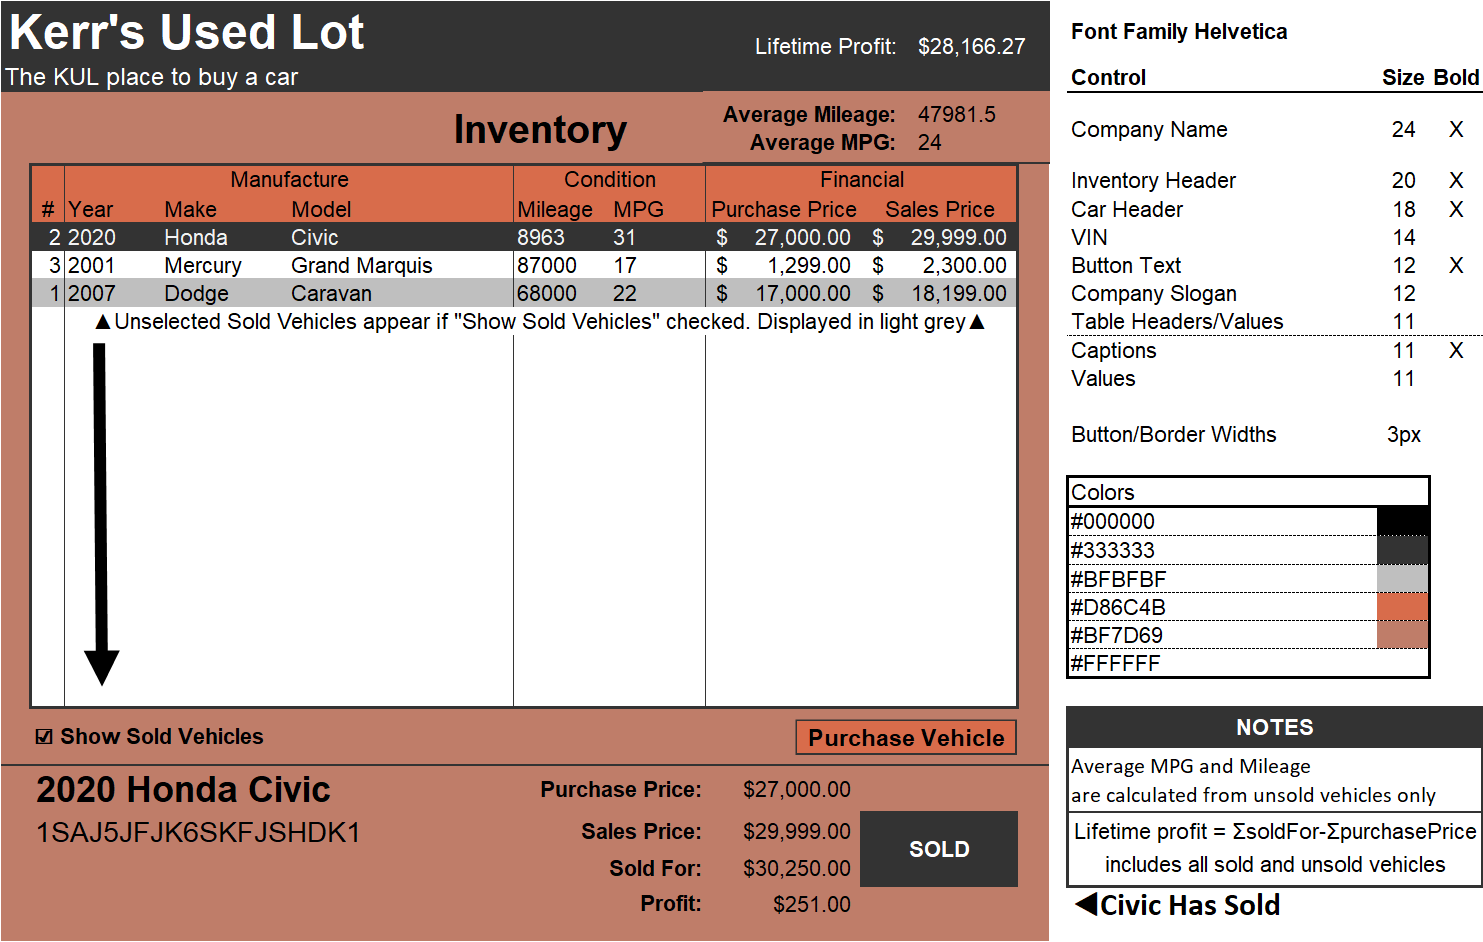 Kerr's Used Lot
The KUL place to buy a car
Lifetime Profit: $28,166.27
Inventory
Average Mileage: 47981.5
Average MPG: 24
Manufacture Condition Financial
# Year Make Model Mileage MPG Purchase Price Sales Price
2 2020 Honda Civic 8963 31 $ 27,000.00 $ 29,999.00
3 2001 Mercury Grand Marquis 87000 17 $ 1,299.00 $ 2,300.00
1 2007 Dodge Caravan 68000 22 $ 17,000.00 $ 18,199.00
▲Unselected Sold Vehicles appear if "Show Sold Vehicles" checked. Displayed in light grey▲
☑ Show Sold Vehicles
Purchase Vehicle
2020 Honda Civic
1SAJ5JFJK6SKFJSHDK1
Purchase Price: $27,000.00
Sales Price: $29,999.00
Sold For: $30,250.00
Profit: $251.00
SOLD
Font Family Helvetica
Control Size Bold
Company Name 24 X
Inventory Header 20 X
Car Header 18 X
VIN 14
Button Text 12 X
Company Slogan 12
Table Headers/Values 11
Captions 11 X
Values 11
Button/Border Widths 3px
Colors
#000000
#333333
#BFBFBF
#D86C4B
#BF7D69
#FFFFFF
NOTES
Average MPG and Mileage
are calculated from unsold vehicles only
Lifetime profit = ΣsoldFor-ΣpurchasePrice
includes all sold and unsold vehicles
◀Civic Has Sold